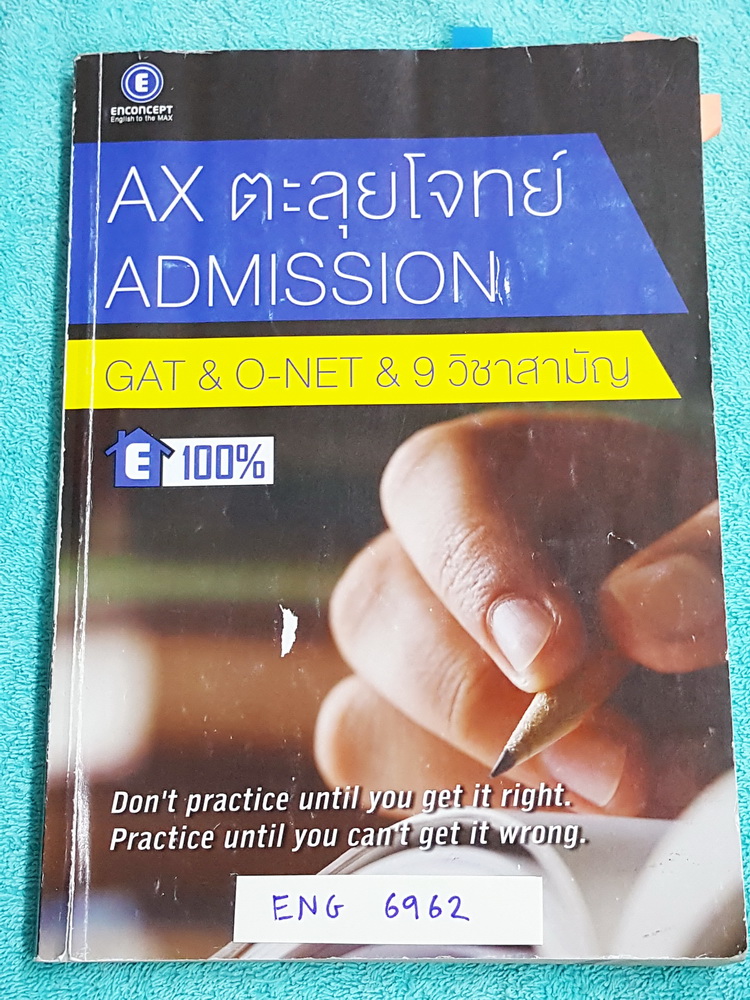 E
ENCONCEPT
English to the MAX
AX ตะลุยโจทย์
ADMISSION
GAT & O-NET & 9 วิชาสามัญ
E 100%
Don't practice until you get it right.
Practice until you can't get it wrong.
ENG 6962